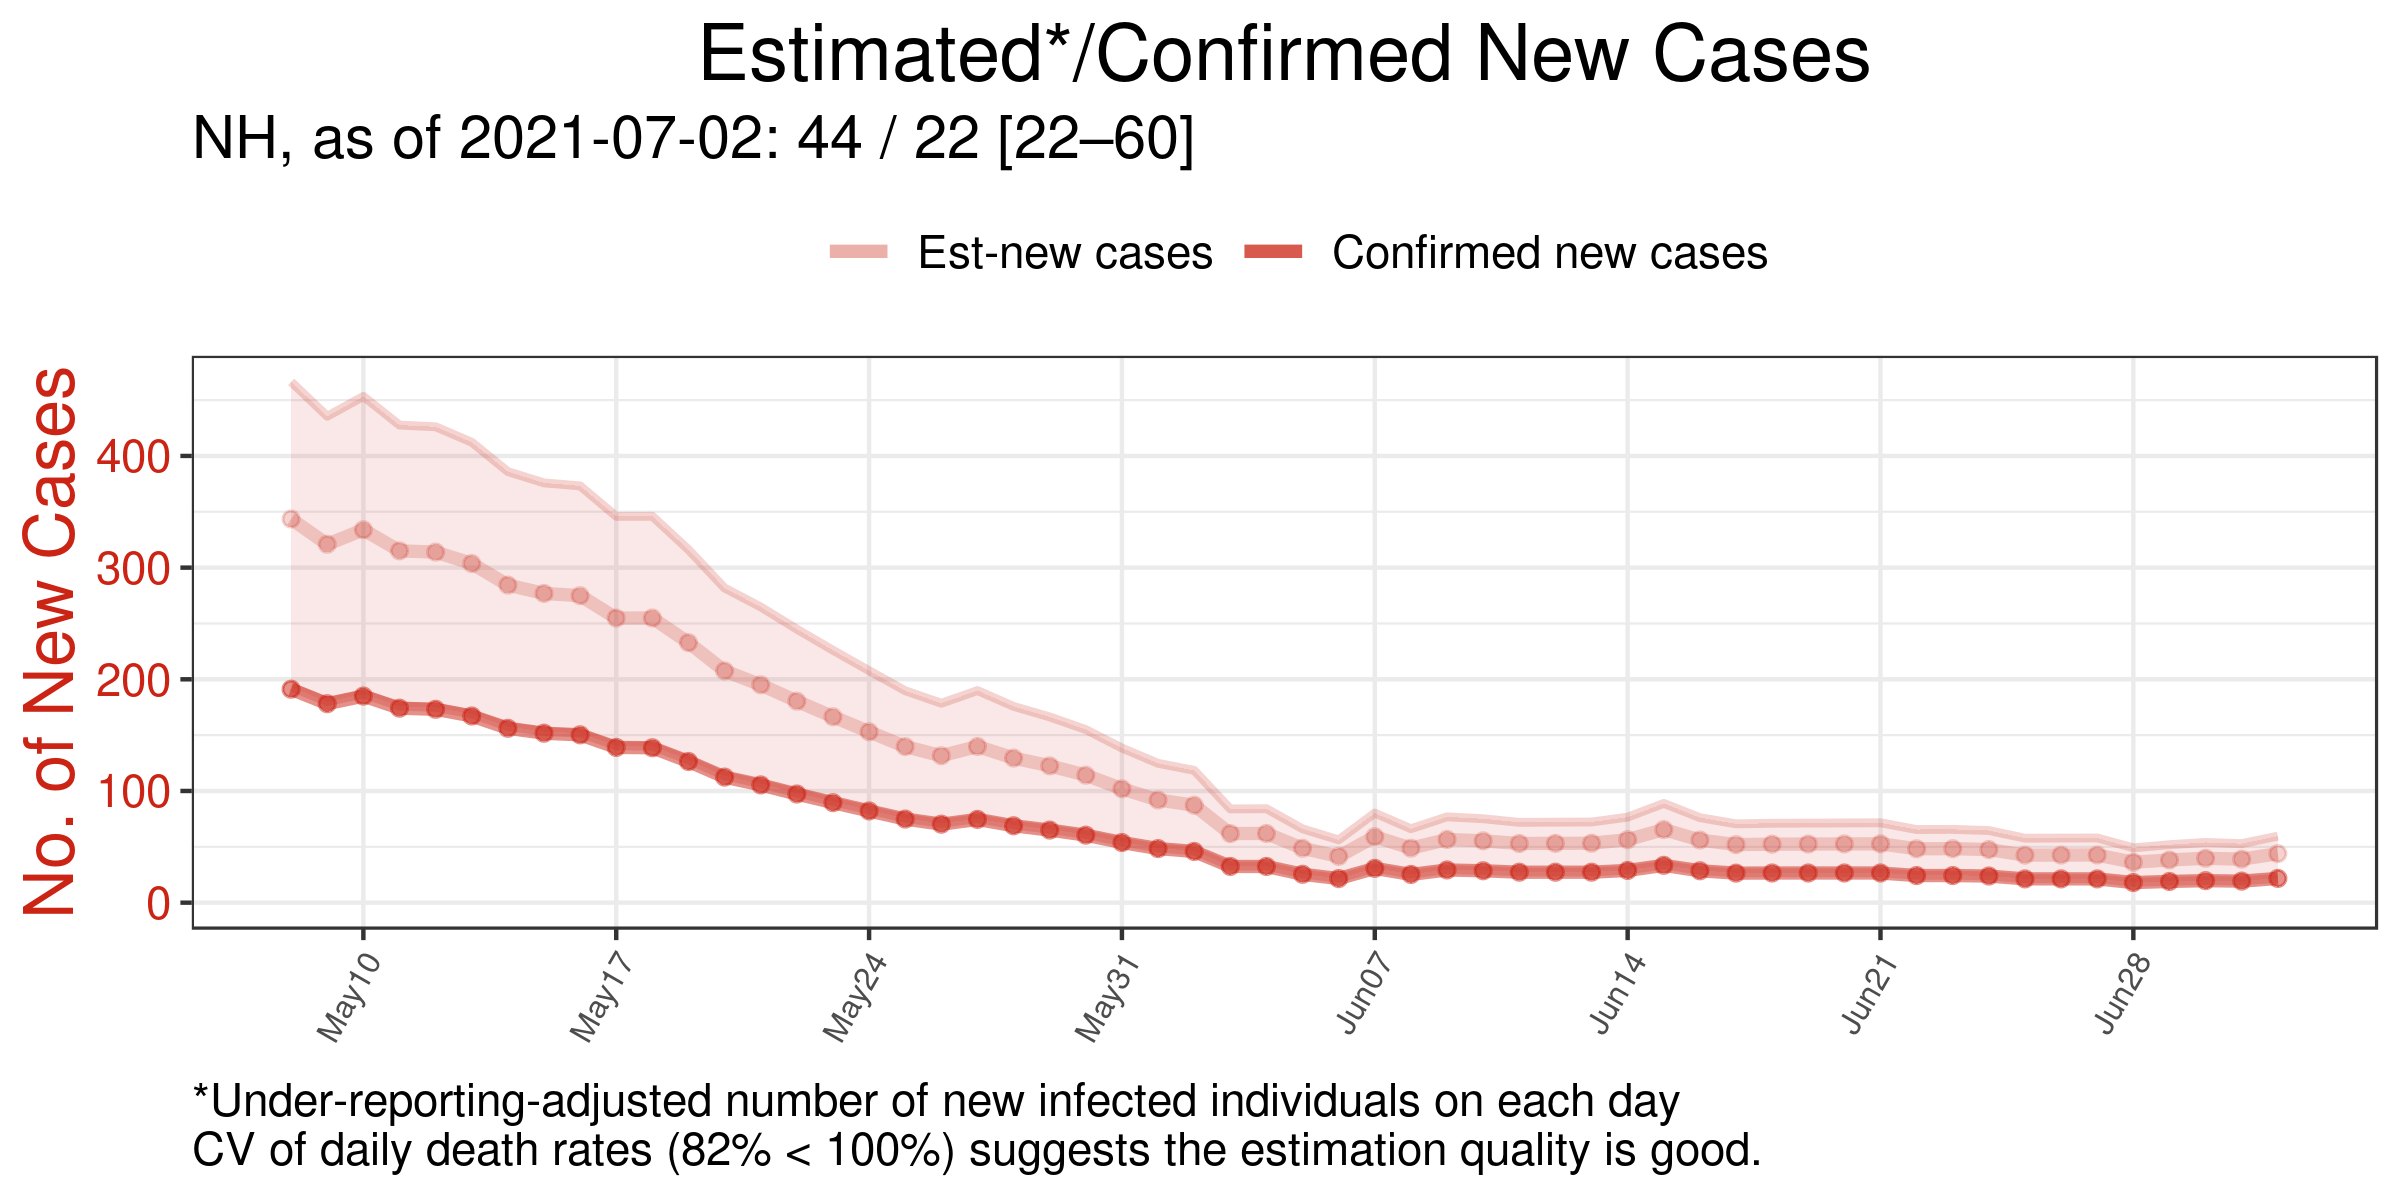 Estimated*/Confirmed New Cases
NH, as of 2021-07-02: 44 / 22 [22–60]
Est-new cases
Confirmed new cases
No. of New Cases
400
300
200
100
0
May10
May17
May24
May31
Jun07
Jun14
Jun21
Jun28
*Under-reporting-adjusted number of new infected individuals on each day
CV of daily death rates (82% < 100%) suggests the estimation quality is good.